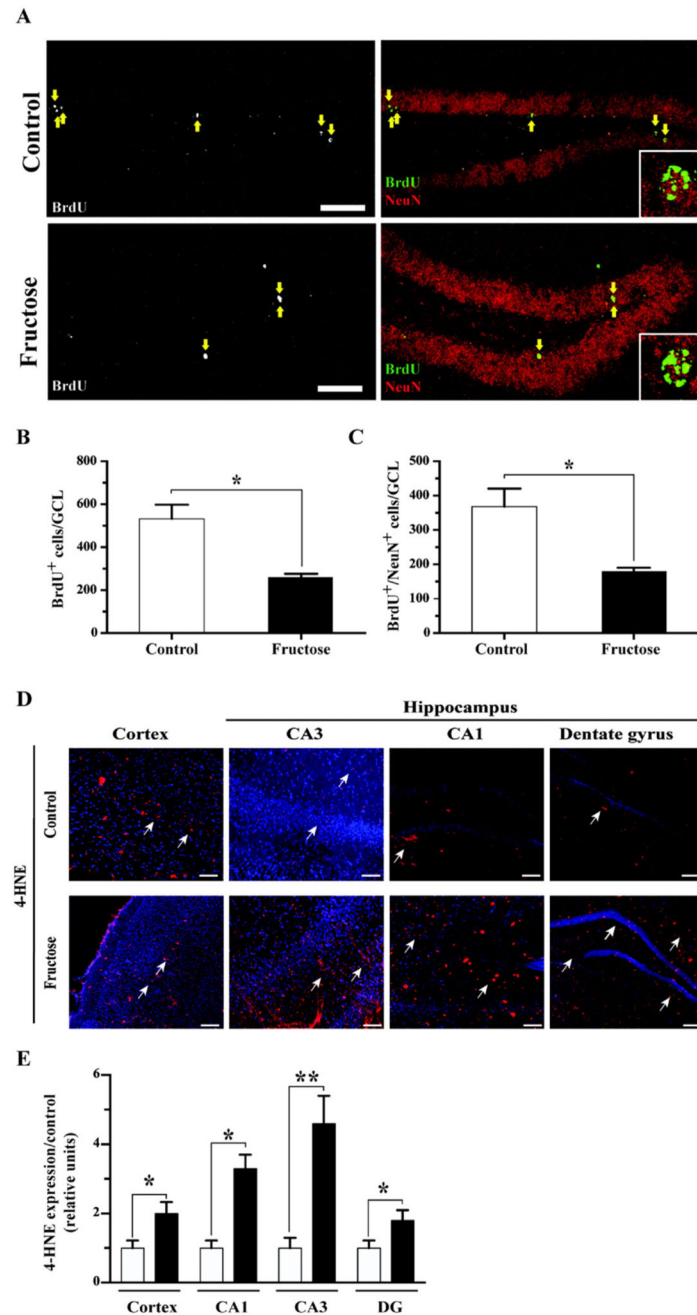 A
Control
BrdU
BrdU
NeuN
Fructose
BrdU
BrdU
NeuN
B
C
BrdU+ cells/GCL
800
600
400
200
0
*
Control
Fructose
BrdU+/NeuN+ cells/GCL
500
400
300
200
100
0
*
Control
Fructose
D
Hippocampus
Cortex
CA3
CA1
Dentate gyrus
4-HNE
Control
Fructose
E
4-HNE expression/control
(relative units)
6
4
2
0
*
*
**
*
Cortex
CA1
CA3
DG